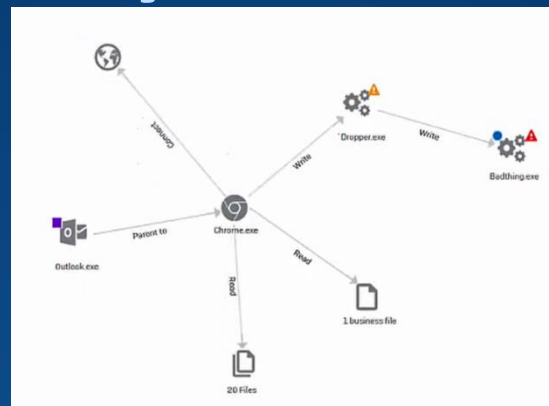 Connect
Dropper.exe
Write
Write
Badthing.exe
Parent to
Chrome.exe
Outlook.exe
Read
Read
1 business file
20 Files